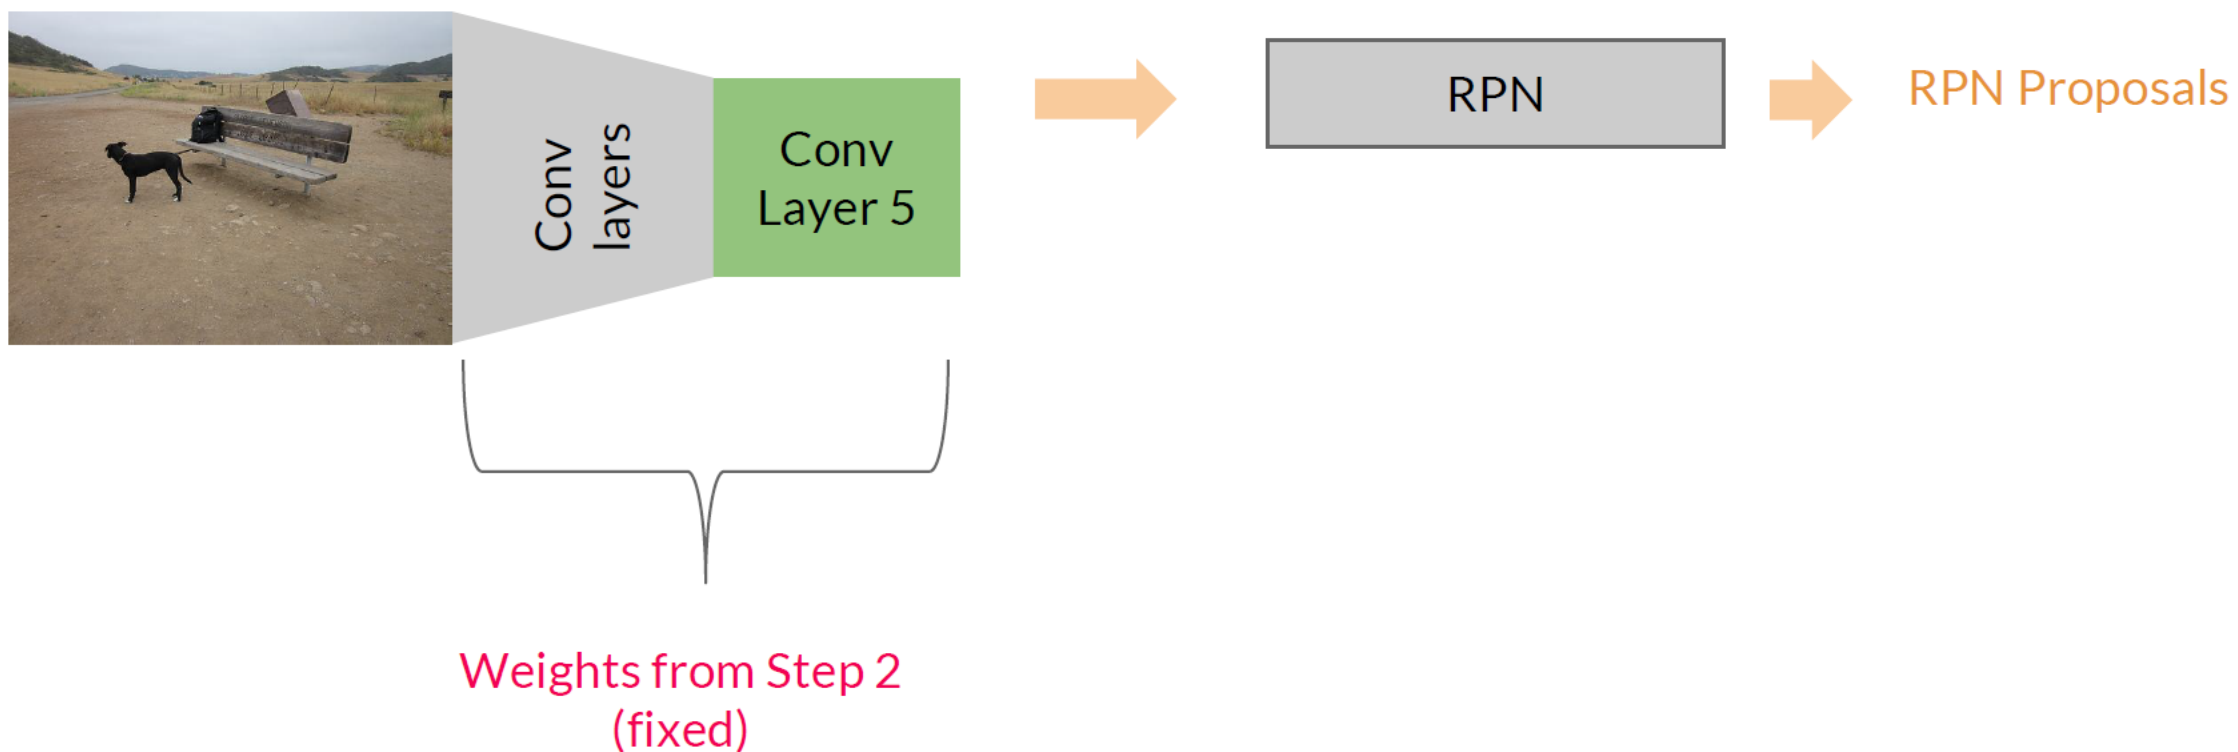 Conv
layers
Conv
Layer 5
RPN
RPN Proposals
Weights from Step 2
(fixed)